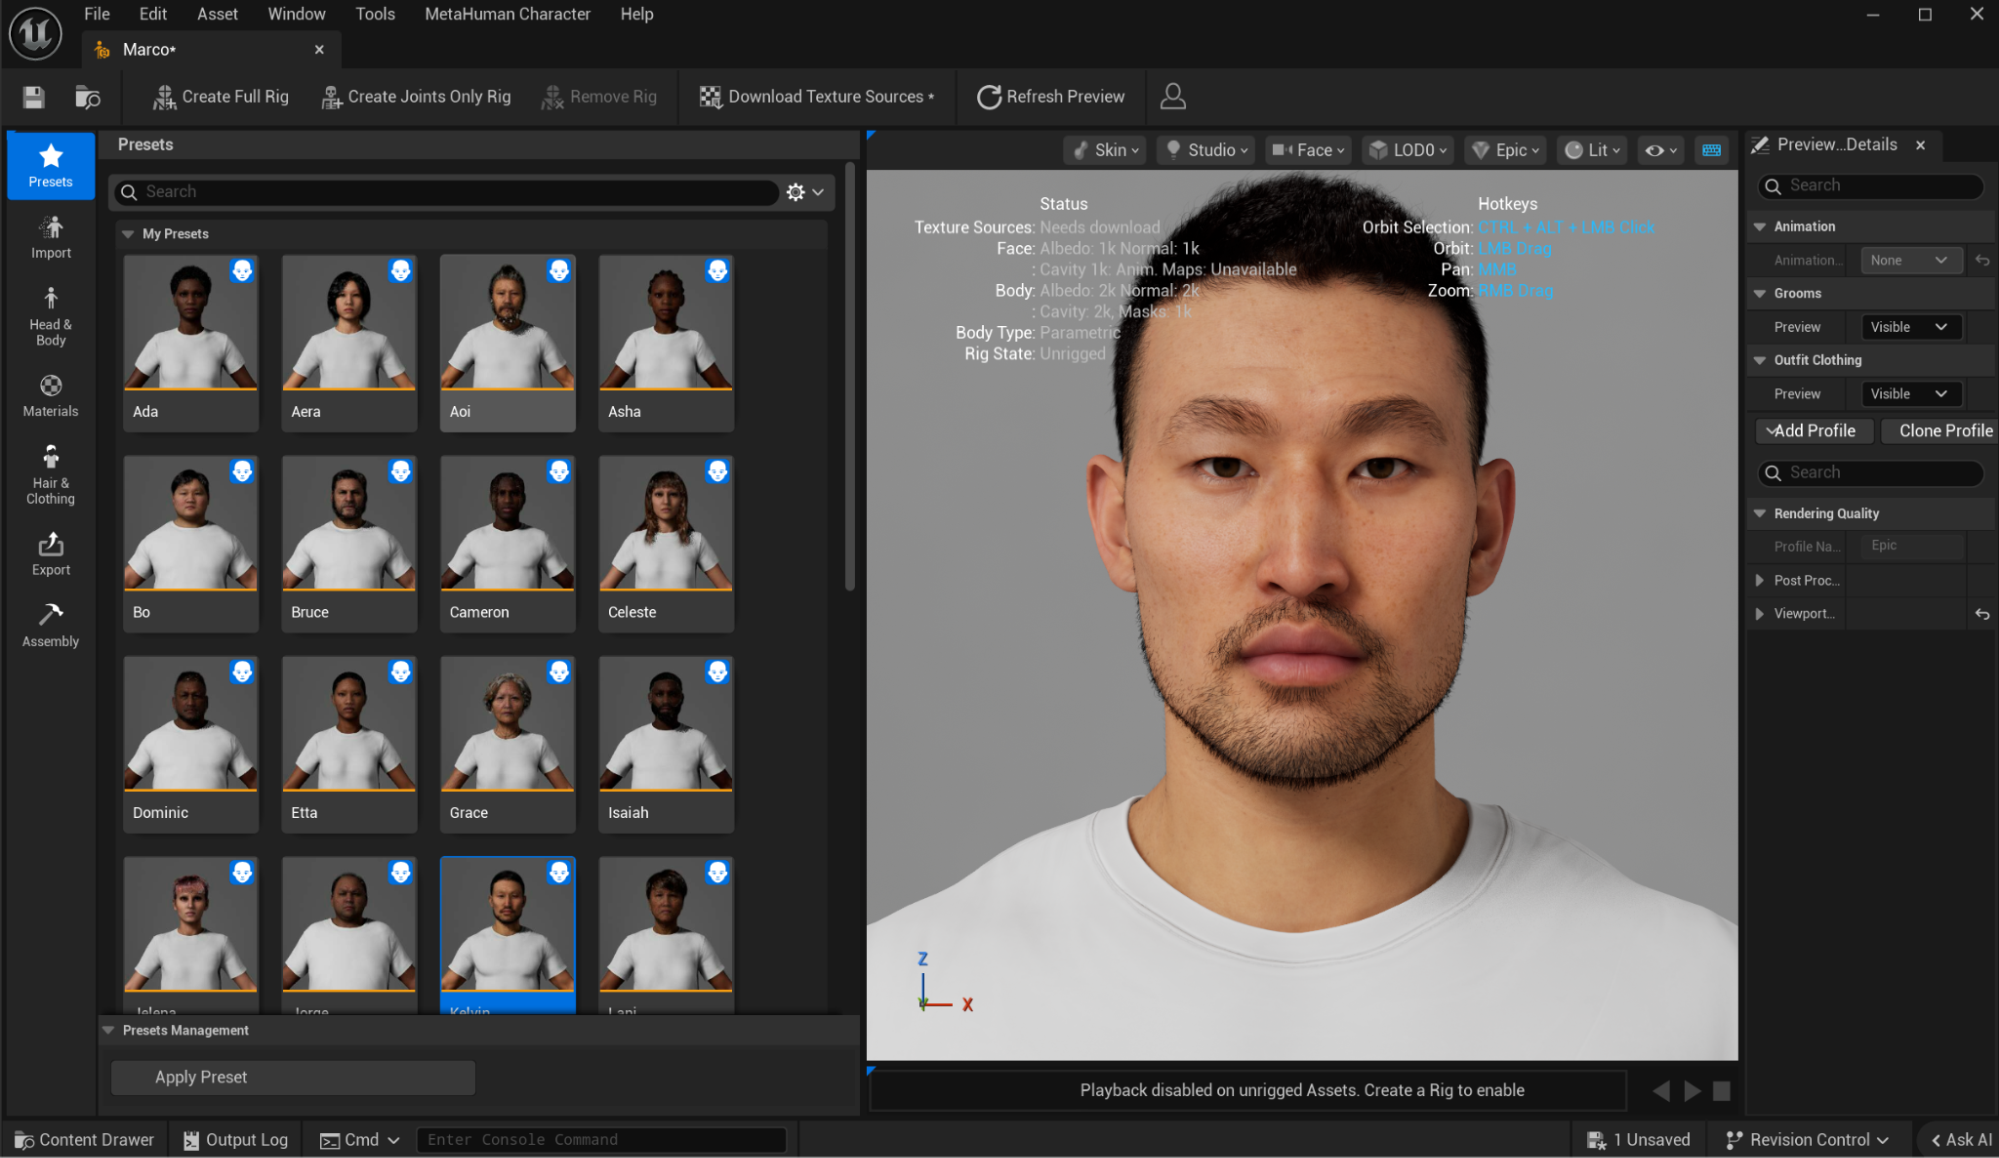 File Edit Asset Window Tools MetaHuman Character Help
Marco*
Create Full Rig Create Joints Only Rig Remove Rig Download Texture Sources * Refresh Preview
Presets
Import
Head &
Body
Materials
Hair &
Clothing
Export
Assembly
Presets
Search
My Presets
Ada Aera Aoi Asha
Bo Bruce Cameron Celeste
Dominic Etta Grace Isaiah
Jelena Jorge Kelvin Lani
Presets Management
Apply Preset
Skin Studio Face LOD0 Epic Lit
Status
Texture Sources: Needs download
Face: Albedo: 1k Normal: 1k
: Cavity 1k: Anim. Maps: Unavailable
Body: Albedo: 2k Normal: 2k
: Cavity: 2k, Masks: 1k
Body Type: Parametric
Rig State: Unrigged
Hotkeys
Orbit Selection: CTRL + ALT + LMB Click
Orbit: LMB Drag
Pan: MMB
Zoom: RMB Drag
Z
Y X
Playback disabled on unrigged Assets. Create a Rig to enable
Preview...Details
Search
Animation
Animation... None
Grooms
Preview Visible
Outfit Clothing
Preview Visible
Add Profile Clone Profile
Search
Rendering Quality
Profile Na... Epic
Post Proc...
Viewport...
Content Drawer Output Log Cmd Enter Console Command 1 Unsaved Revision Control Ask AI